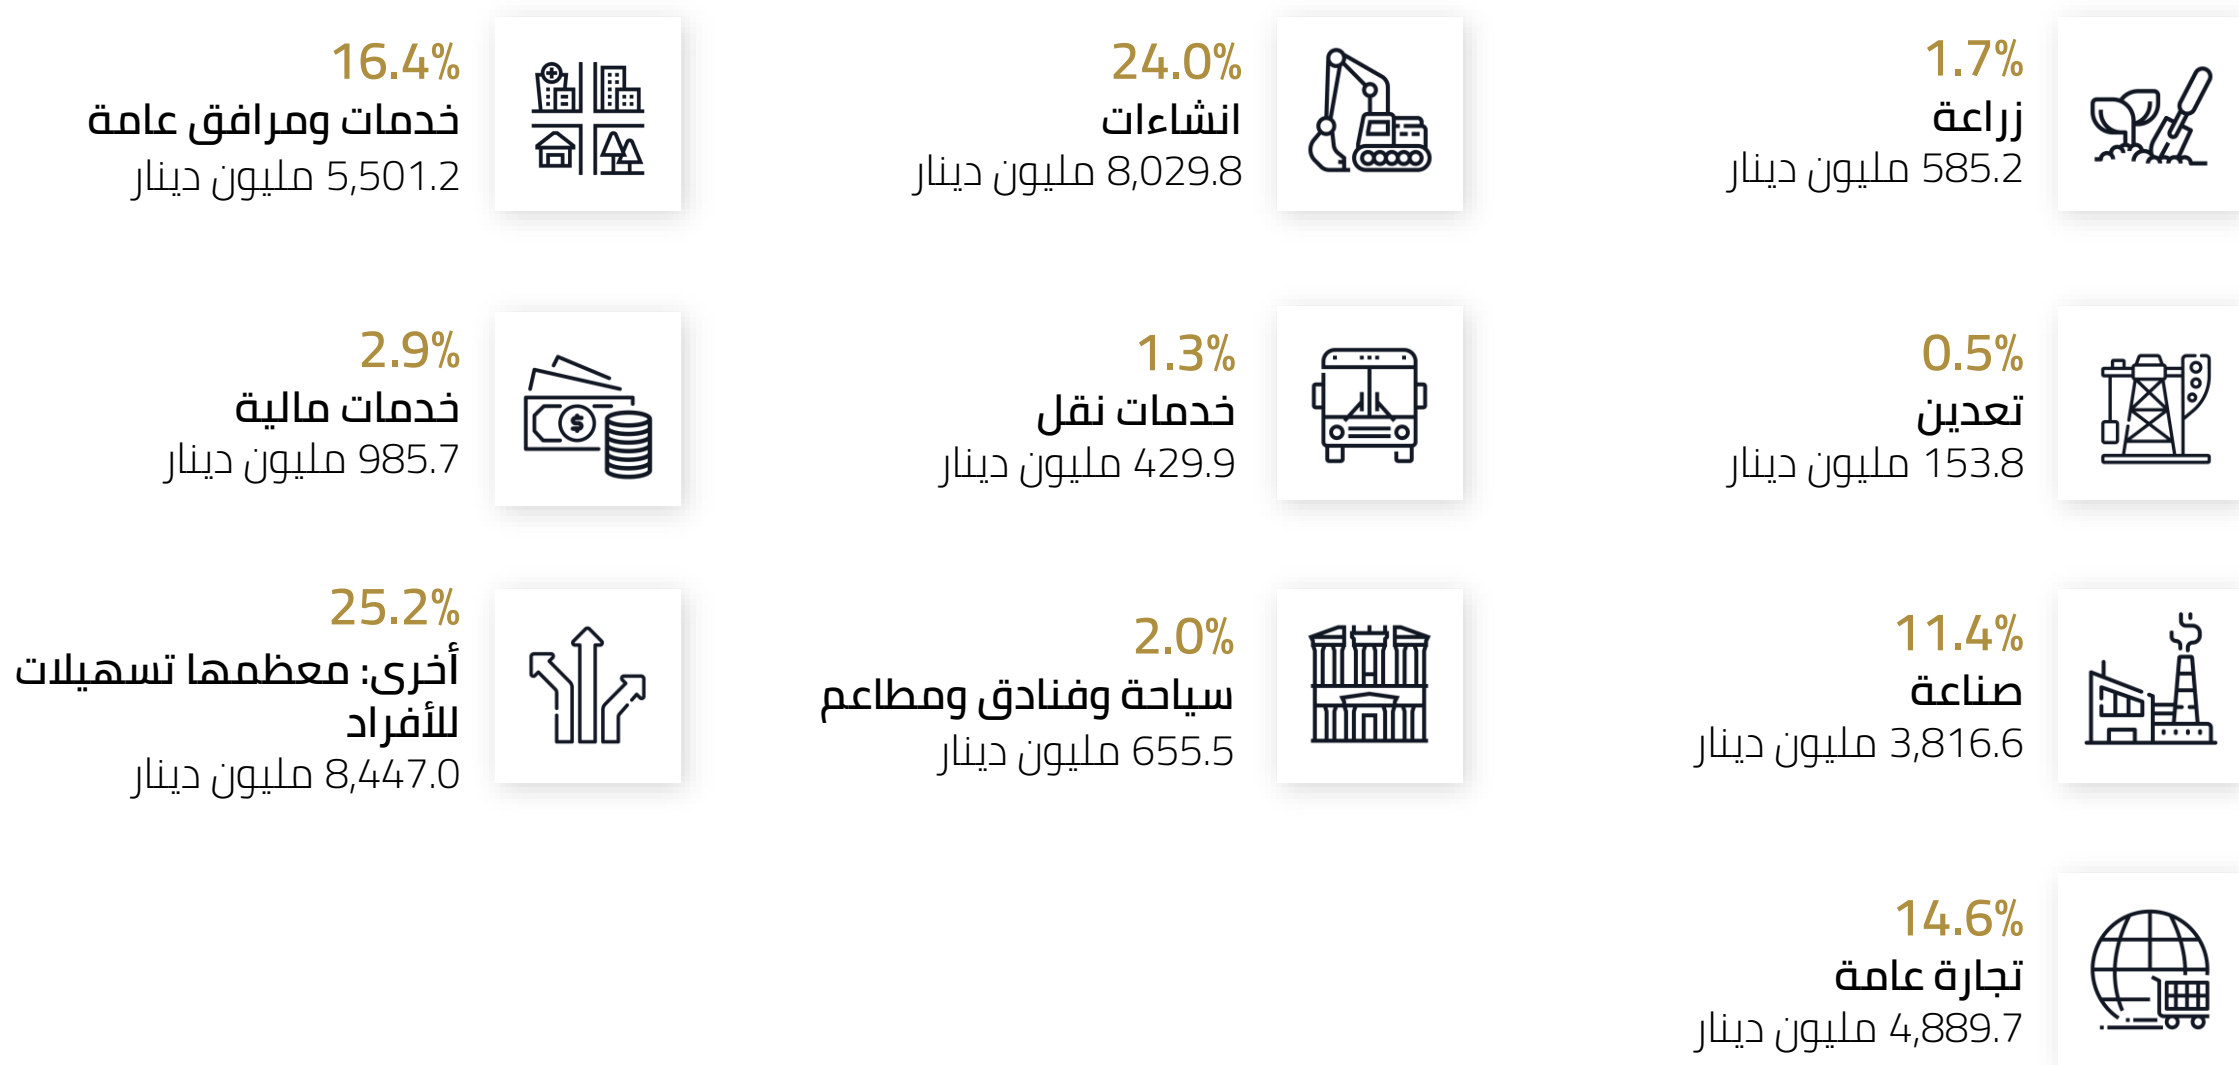 1.7%
زراعة
585.2 مليون دينار
0.5%
تعدين
153.8 مليون دينار
11.4%
صناعة
3,816.6 مليون دينار
14.6%
تجارة عامة
4,889.7 مليون دينار
24.0%
انشاءات
8,029.8 مليون دينار
1.3%
خدمات نقل
429.9 مليون دينار
2.0%
سياحة وفنادق ومطاعم
655.5 مليون دينار
16.4%
خدمات ومرافق عامة
5,501.2 مليون دينار
2.9%
خدمات مالية
985.7 مليون دينار
25.2%
أخرى: معظمها تسهيلات
للأفراد
8,447.0 مليون دينار